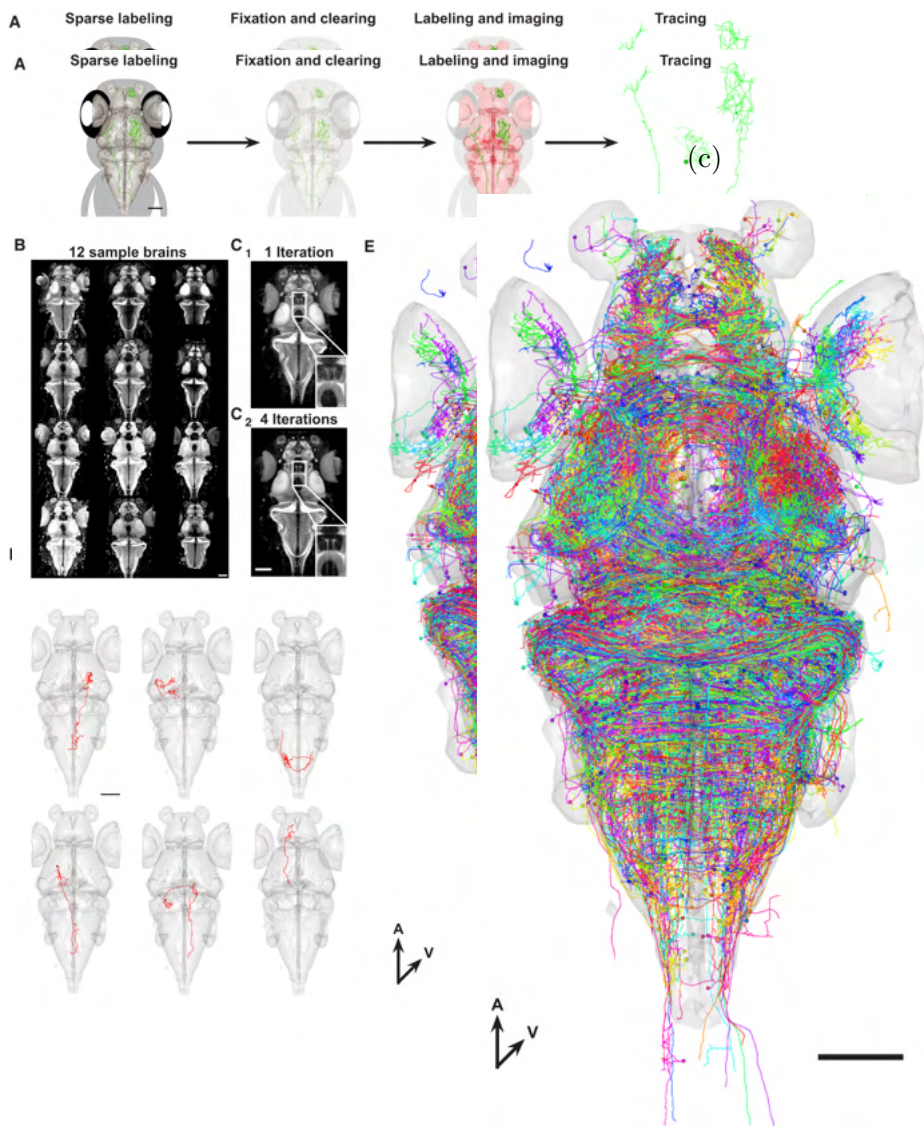 A Sparse labeling Fixation and clearing Labeling and imaging Tracing
A Sparse labeling Fixation and clearing Labeling and imaging Tracing
(c)
B 12 sample brains C1 1 Iteration E
C2 4 Iterations
A
V
A
V